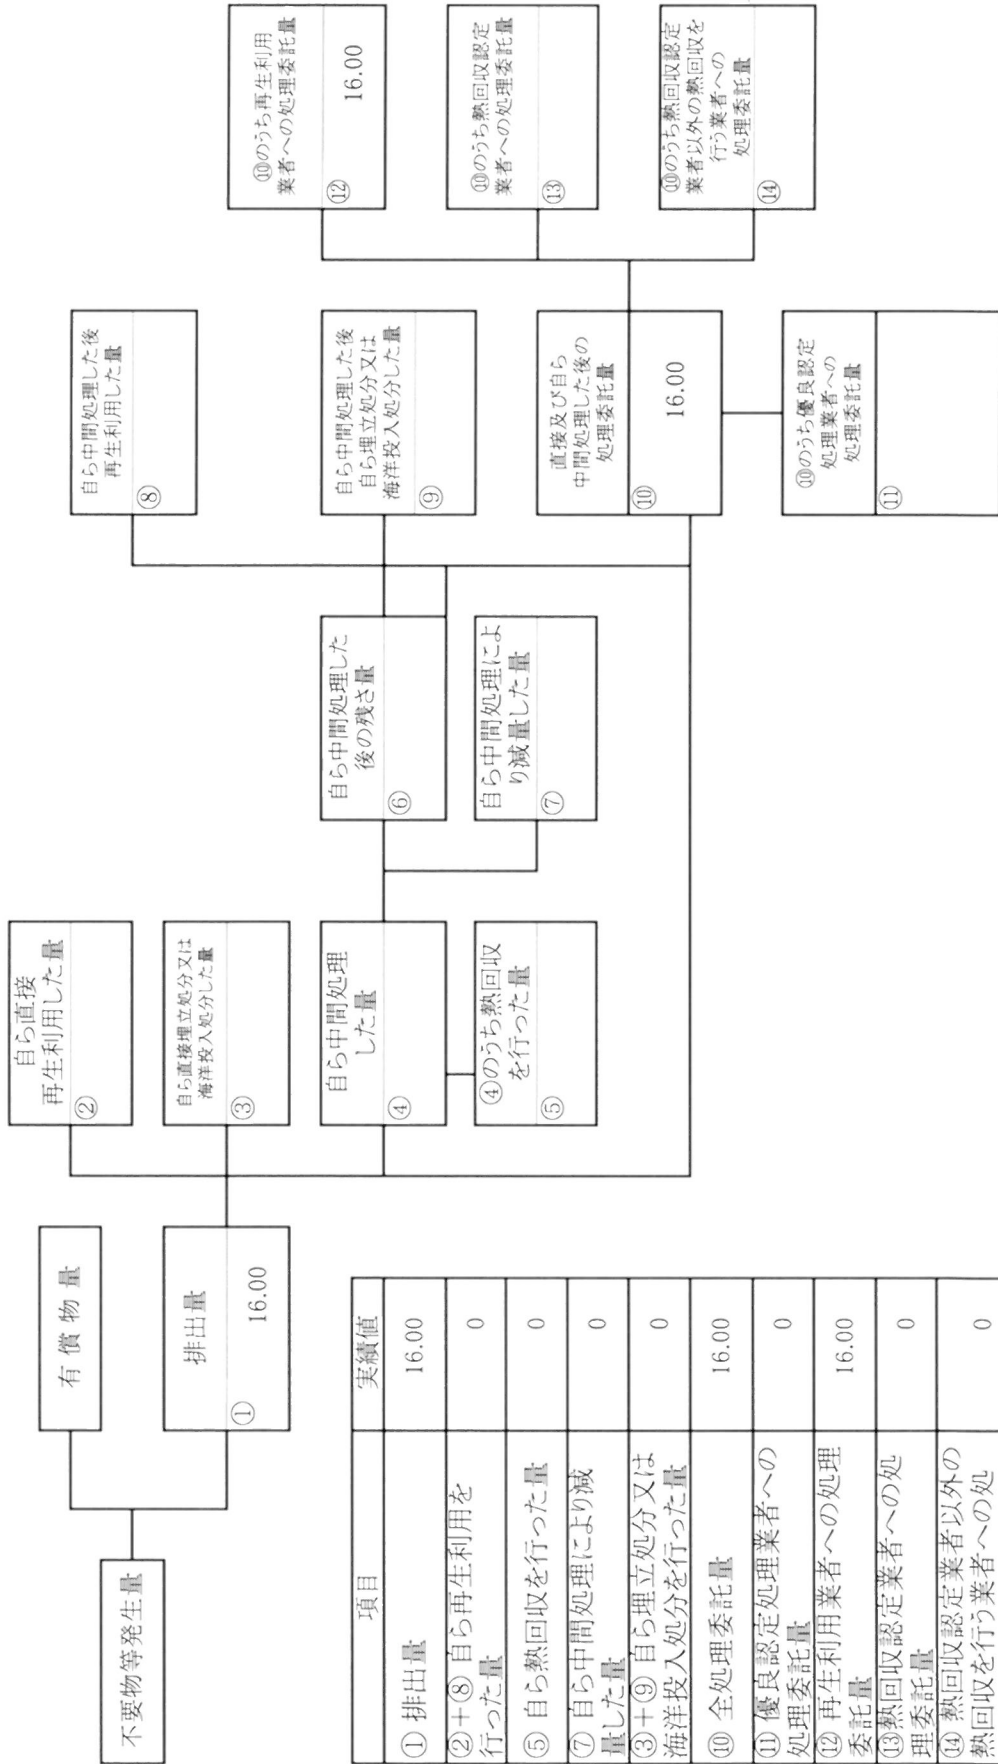 不要物等発生量
有償物量
排出量
①
16.00
自ら直接
再生利用した量
②
自ら直接埋立処分又は
海洋投入処分した量
③
自ら中間処理
した量
④
④のうち熱回収
を行った量
⑤
自ら中間処理した
後の残さ量
⑥
自ら中間処理によ
り減量した量
⑦
自ら中間処理した後
再生利用した量
⑧
自ら中間処理した後
自ら埋立処分又は
海洋投入処分した量
⑨
直接及び自ら
中間処理した後の
処理委託量
⑩
16.00
⑩のうち優良認定
処理業者への
処理委託量
⑪
⑩のうち再生利用
業者への処理委託量
⑫
16.00
⑩のうち熱回収認定
業者への処理委託量
⑬
⑩のうち熱回収認定
業者以外の熱回収を
行う業者への
処理委託量
⑭
項目 実績値
①排出量 16.00
②+⑧自ら再生利用を
行った量 0
⑤自ら熱回収を行った量 0
⑦自ら中間処理により減
量した量 0
③+⑨自ら埋立処分又は
海洋投入処分を行った量 0
⑩全処理委託量 16.00
⑪優良認定処理業者への
処理委託量 0
⑫再生利用業者への処理
委託量 16.00
⑬熱回収認定業者への処
理委託量 0
⑭熱回収認定業者以外の
熱回収を行う業者への処 0